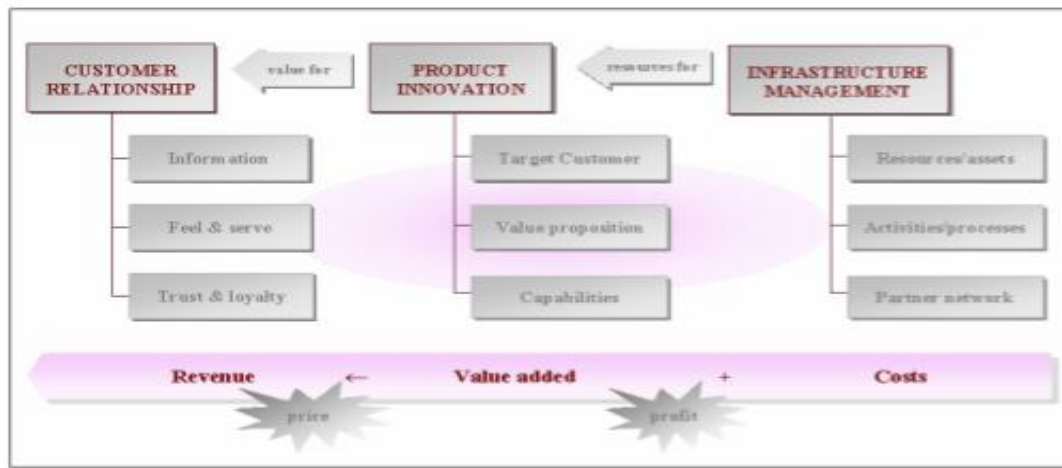 CUSTOMER
RELATIONSHIP
value for
PRODUCT
INNOVATION
resources for
INFRASTRUCTURE
MANAGEMENT
Information
Target Customer
Resources/assets
Feel & serve
Value proposition
Activities/processes
Trust & loyalty
Capabilities
Partner network
Revenue ← Value added + Costs
price
profit